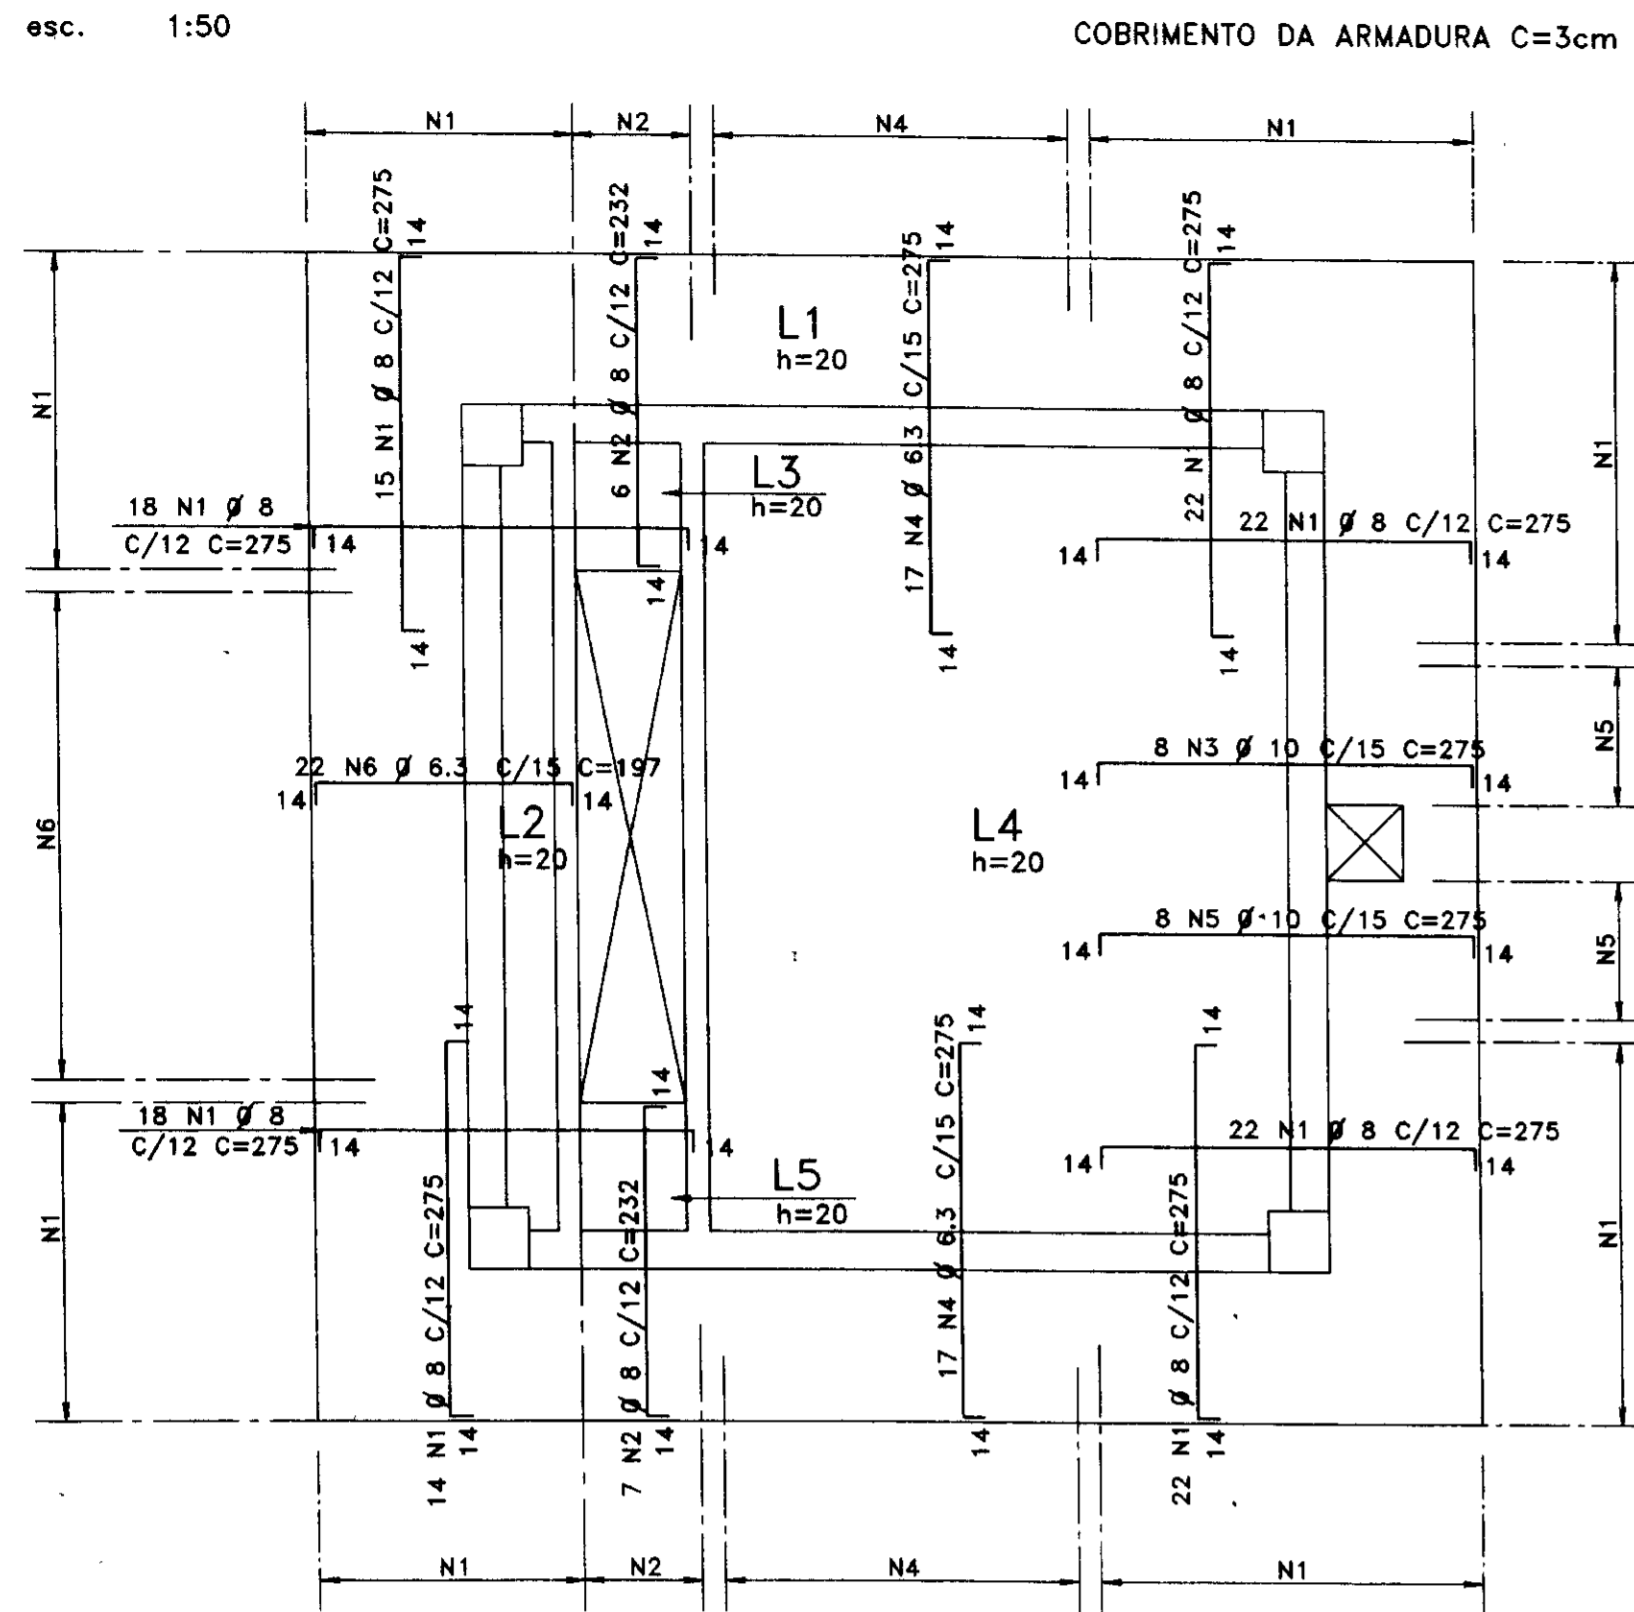 esc. 1:50
COBRIMENTO DA ARMADURA C=3cm
N1
N2
N4
N1
15 N1 Ø 8 C/12 C=275
14
14
6 N2 Ø 8 C/12 C=232
14
14
17 N4 Ø 6.3 C/15 C=275
14
14
22 N1 Ø 8 C/12 C=275
14
14
N1
N1
L1
h=20
L3
h=20
18 N1 Ø 8
C/12 C=275
14
14
22 N1 Ø 8 C/12 C=275
14
14
8 N3 Ø 10 C/15 C=275
14
14
N5
22 N6 Ø 6.3 C/15 C=197
14
14
N6
L2
h=20
L4
h=20
8 N5 Ø 10 C/15 C=275
14
14
N5
18 N1 Ø 8
C/12 C=275
14
14
22 N1 Ø 8 C/12 C=275
14
14
L5
h=20
N1
N1
14 N1 Ø 8 C/12 C=275
14
14
7 N2 Ø 8 C/12 C=232
14
14
17 N4 Ø 6.3 C/15 C=275
14
14
22 N1 Ø 8 C/12 C=275
14
14
N1
N2
N4
N1